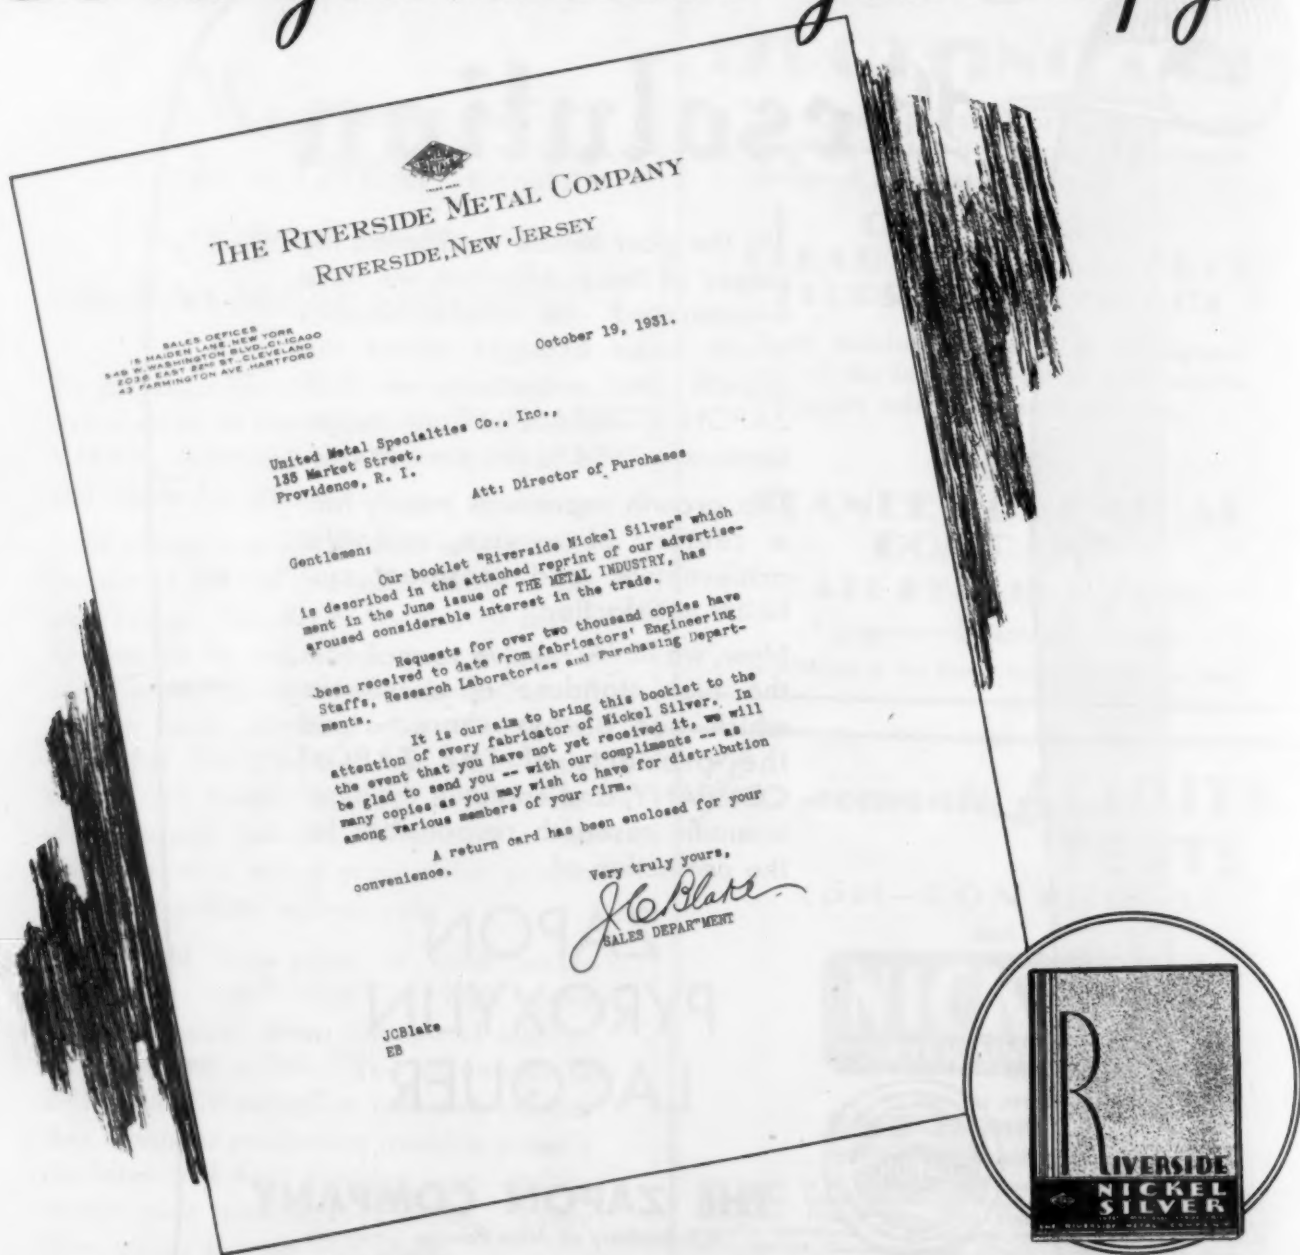 THE RIVERSIDE METAL COMPANY
RIVERSIDE, NEW JERSEY
SALES OFFICES
15 MAIDEN LANE, NEW YORK
549 W. WASHINGTON BLVD., CHICAGO
2036 EAST 22ND ST., CLEVELAND
43 FARMINGTON AVE., HARTFORD
October 19, 1931.
United Metal Specialties Co., Inc.,
135 Market Street,
Providence, R. I.
Att: Director of Purchases
Gentlemen:
Our booklet "Riverside Nickel Silver" which
is described in the attached reprint of our advertise-
ment in the June issue of THE METAL INDUSTRY, has
aroused considerable interest in the trade.
Requests for over two thousand copies have
been received to date from fabricators' Engineering
Staffs, Research Laboratories and Purchasing Depart-
ments.
It is our aim to bring this booklet to the
attention of every fabricator of Nickel Silver. In
the event that you have not yet received it, we will
be glad to send you -- with our compliments -- as
many copies as you may wish to have for distribution
among various members of your firm.
A return card has been enclosed for your
convenience.
Very truly yours,
JC Blake
SALES DEPARTMENT
JCBlake
EB
RIVERSIDE
NICKEL
SILVER
THE RIVERSIDE METAL COMPANY